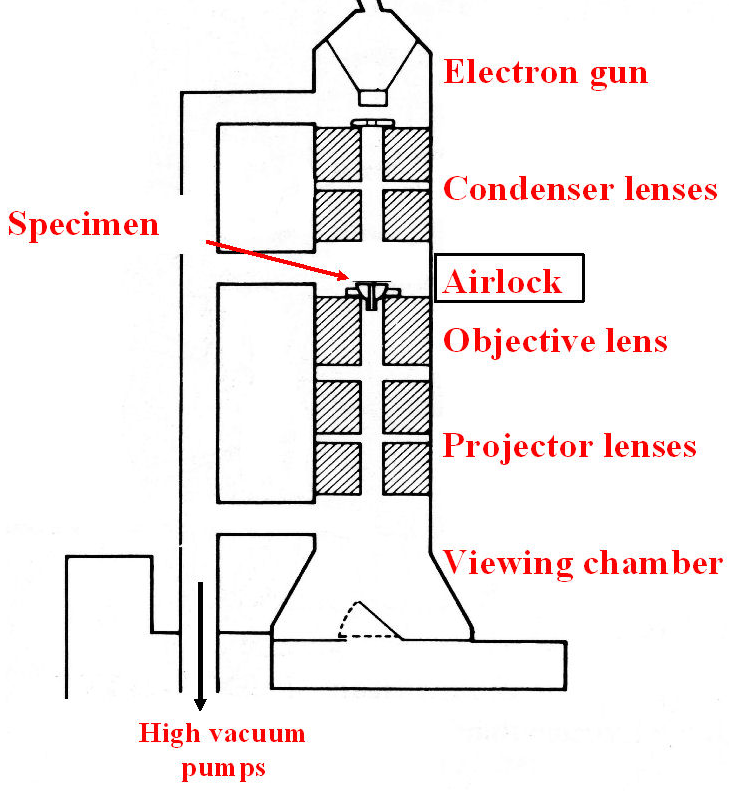 Electron gun
Condenser lenses
Specimen
Airlock
Objective lens
Projector lenses
Viewing chamber
High vacuum
pumps